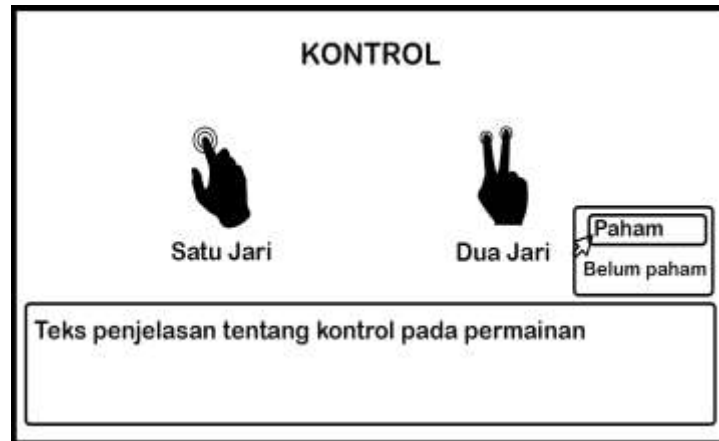 KONTROL
Satu Jari
Dua Jari
Paham
Belum paham
Teks penjelasan tentang kontrol pada permainan